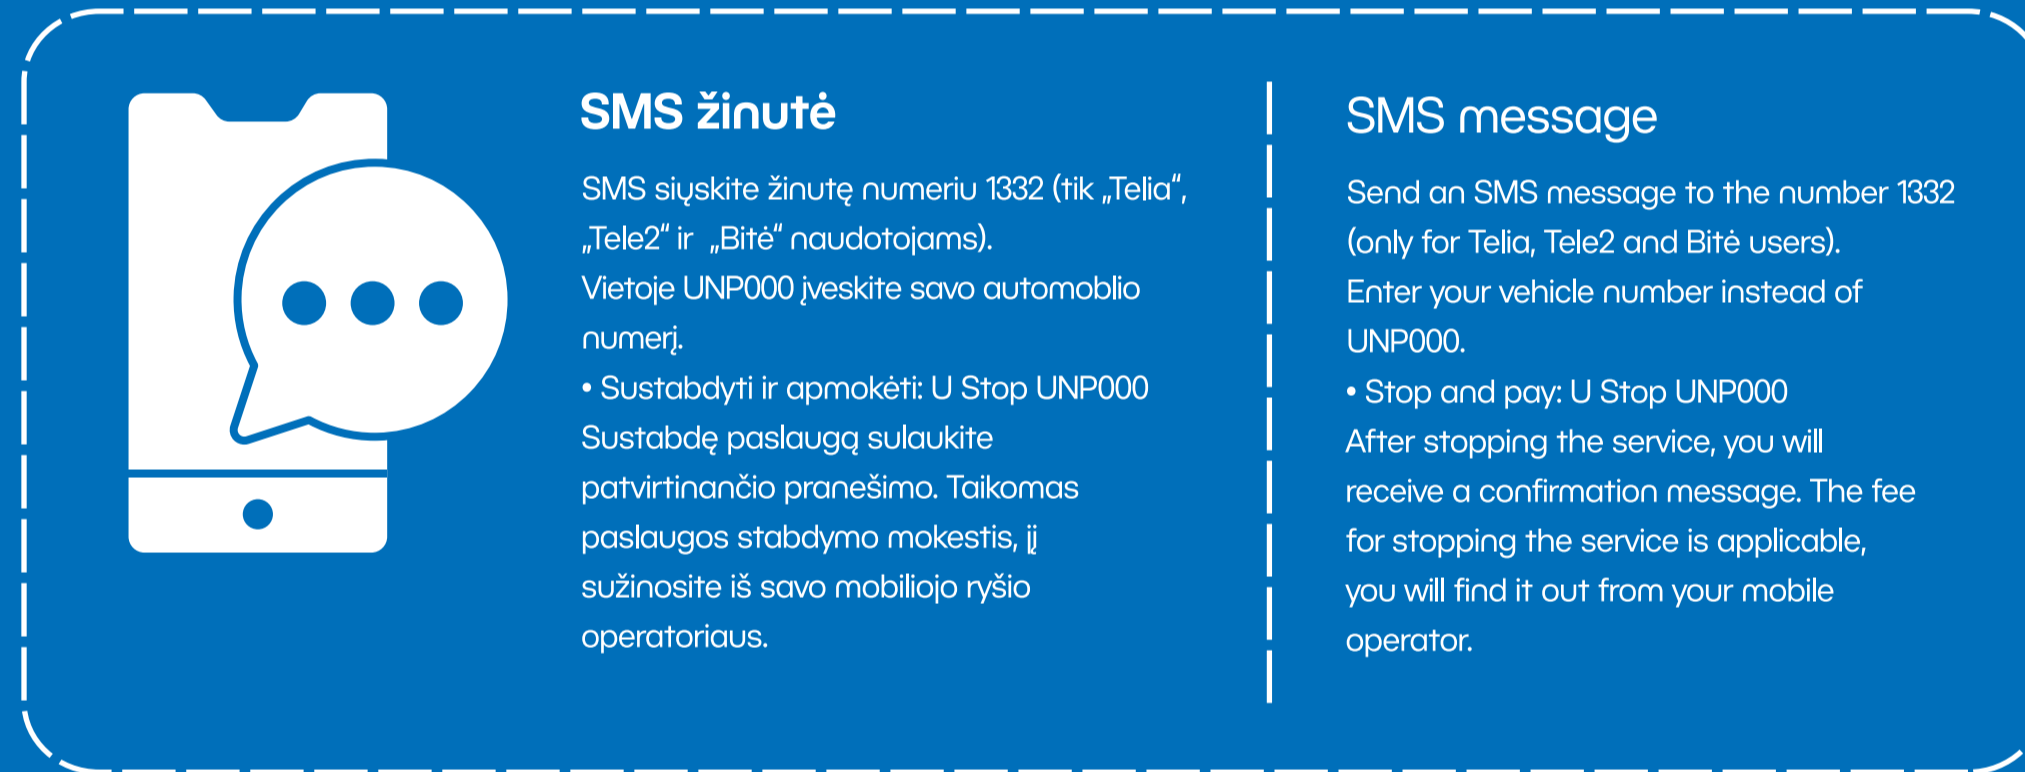 SMS žinutė
SMS siųskite žinutę numeriu 1332 (tik „Telia“,
„Tele2“ ir „Bitė“ naudotojams).
Vietoje UNP000 įveskite savo automoblio
numerį.
• Sustabdyti ir apmokėti: U Stop UNP000
Sustabdę paslaugą sulaukite
patvirtinančio pranešimo. Taikomas
paslaugos stabdymo mokestis, įį
sužinosite iš savo mobiliojo ryšio
operatoriaus.
SMS message
Send an SMS message to the number 1332
(only for Telia, Tele2 and Bitė users).
Enter your vehicle number instead of
UNP000.
• Stop and pay: U Stop UNP000
After stopping the service, you will
receive a confirmation message. The fee
for stopping the service is applicable,
you will find it out from your mobile
operator.